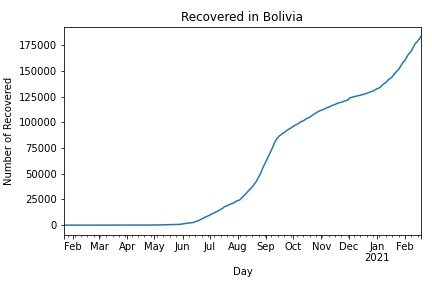 Recovered in Bolivia
Number of Recovered
175000
150000
125000
100000
75000
50000
25000
0
Feb Mar Apr May Jun Jul Aug Sep Oct Nov Dec Jan Feb
2021
Day